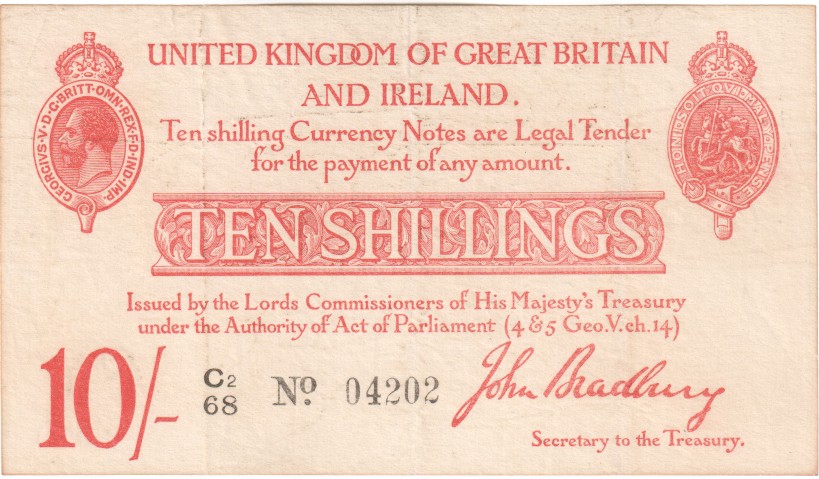 UNITED KINGDOM OF GREAT BRITAIN
AND IRELAND.
GEORGIVS·V·D·G·BRITT·OMN·REX·F·D·IND·IMP·
HONI·SOIT·QVI·MAL·Y·PENSE
Ten shilling Currency Notes are Legal Tender
for the payment of any amount.
TEN SHILLINGS
Issued by the Lords Commissioners of His Majesty's Treasury
under the Authority of Act of Parliament (4 & 5 Geo.V. ch.14)
10/-
C2
68
No. 04202
John Bradbury
Secretary to the Treasury.